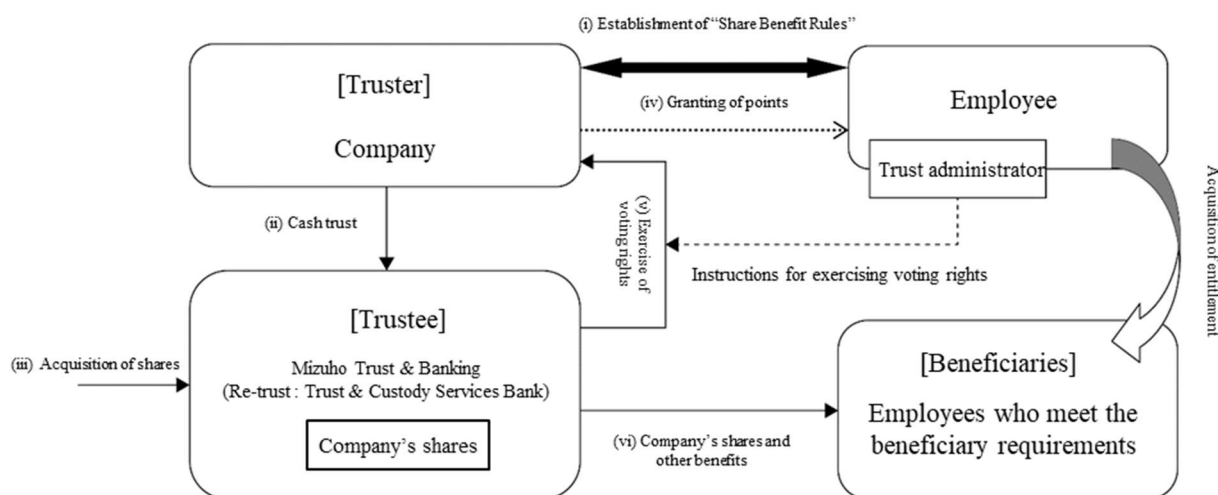 (i) Establishment of “Share Benefit Rules”
[Truster]
Company
(iv) Granting of points
Employee
Trust administrator
(ii) Cash trust
(v) Exercise of
voting rights
Instructions for exercising voting rights
Acquisition of entitlement
(iii) Acquisition of shares
[Trustee]
Mizuho Trust & Banking
(Re-trust : Trust & Custody Services Bank)
Company’s shares
(vi) Company’s shares and
other benefits
[Beneficiaries]
Employees who meet the
beneficiary requirements